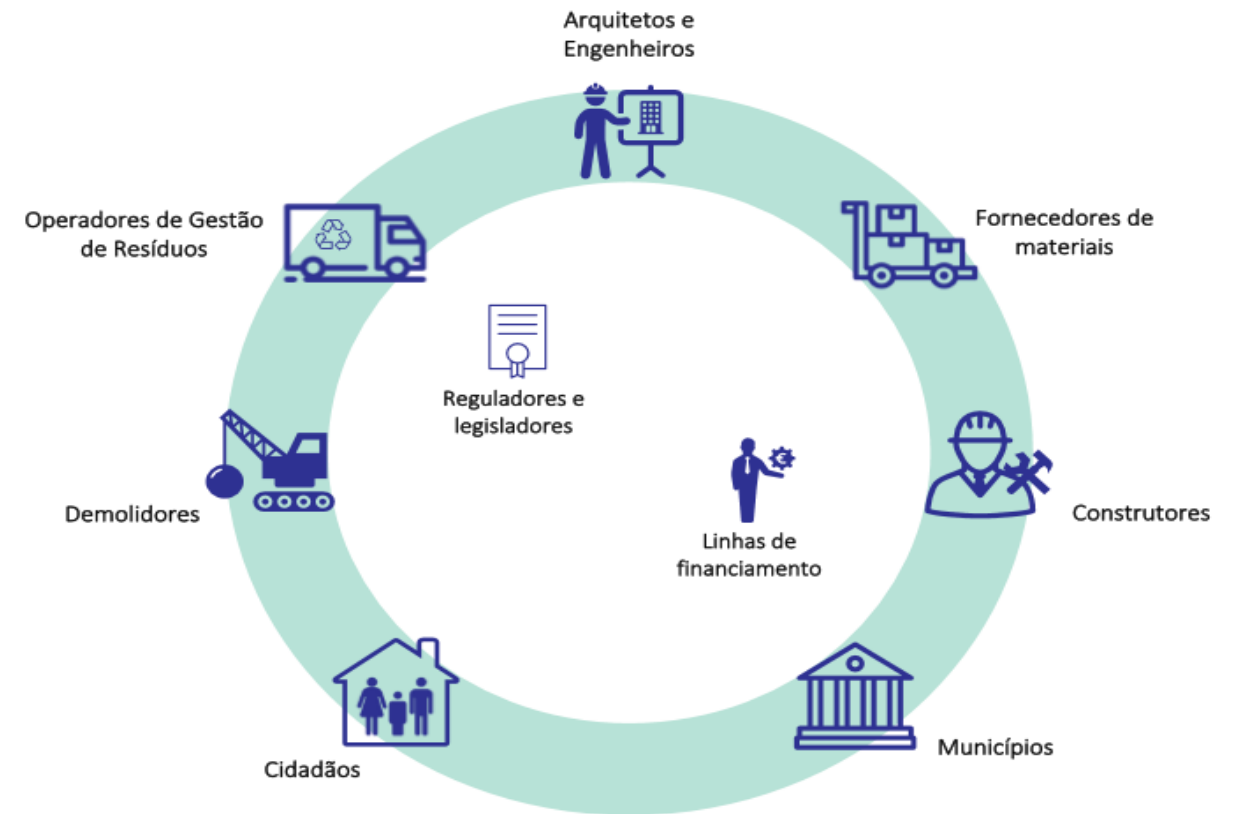 Arquitetos e
Engenheiros
Operadores de Gestão
de Resíduos
Fornecedores de
materiais
Reguladores e
legisladores
Demolidores
Construtores
Linhas de
financiamento
Cidadãos
Municípios